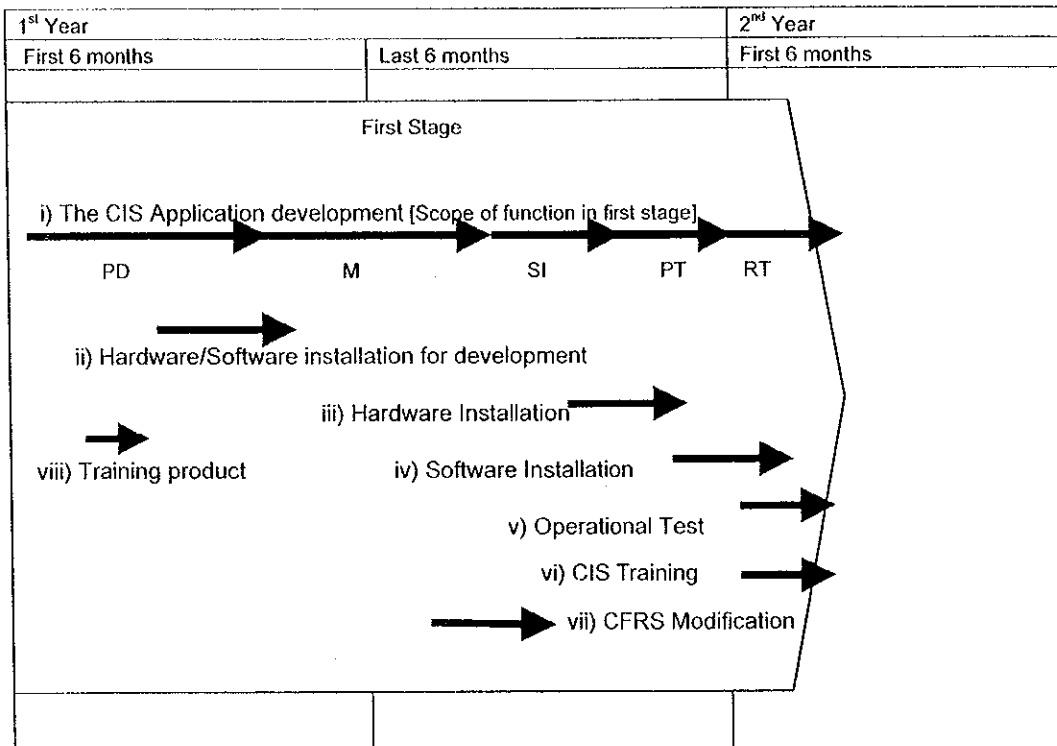 1st Year
2nd Year
First 6 months
Last 6 months
First 6 months
First Stage
i) The CIS Application development [Scope of function in first stage]
PD
M
SI
PT
RT
ii) Hardware/Software installation for development
iii) Hardware Installation
viii) Training product
iv) Software Installation
v) Operational Test
vi) CIS Training
vii) CFRS Modification